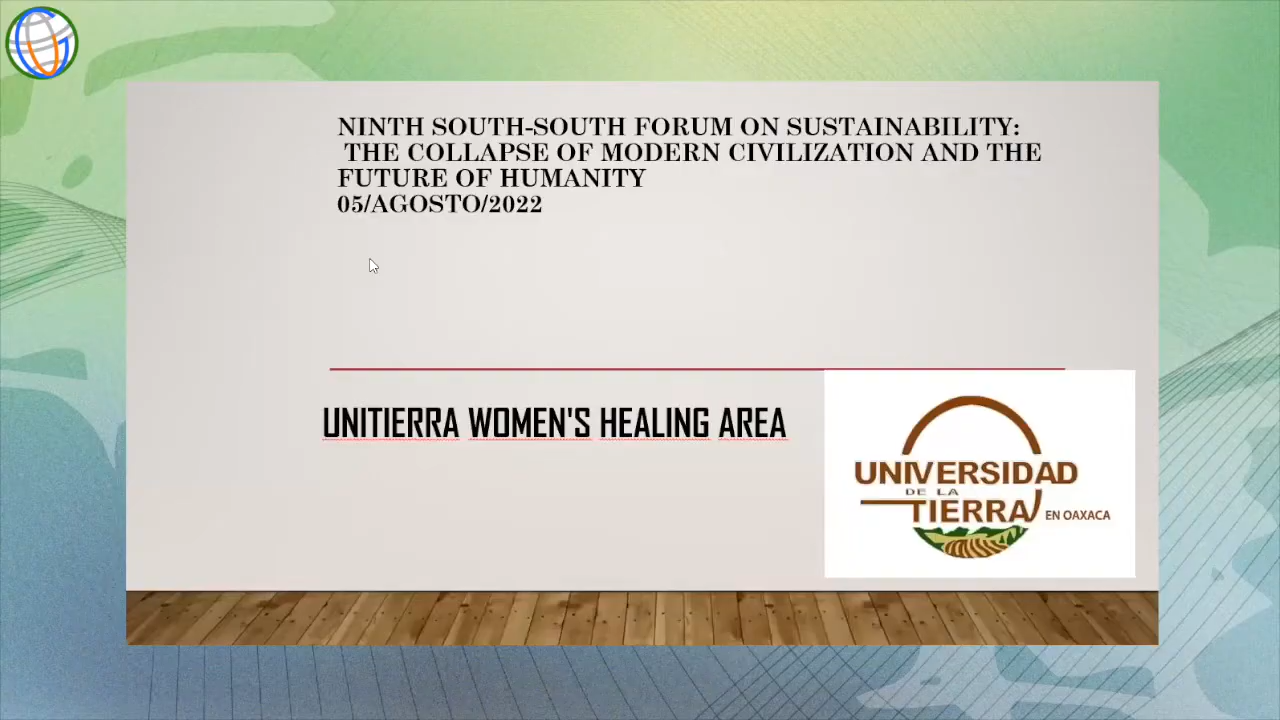 NINTH SOUTH-SOUTH FORUM ON SUSTAINABILITY:
THE COLLAPSE OF MODERN CIVILIZATION AND THE
FUTURE OF HUMANITY
05/AGOSTO/2022
UNITIERRA WOMEN'S HEALING AREA
UNIVERSIDAD
DE LA
TIERRA
EN OAXACA